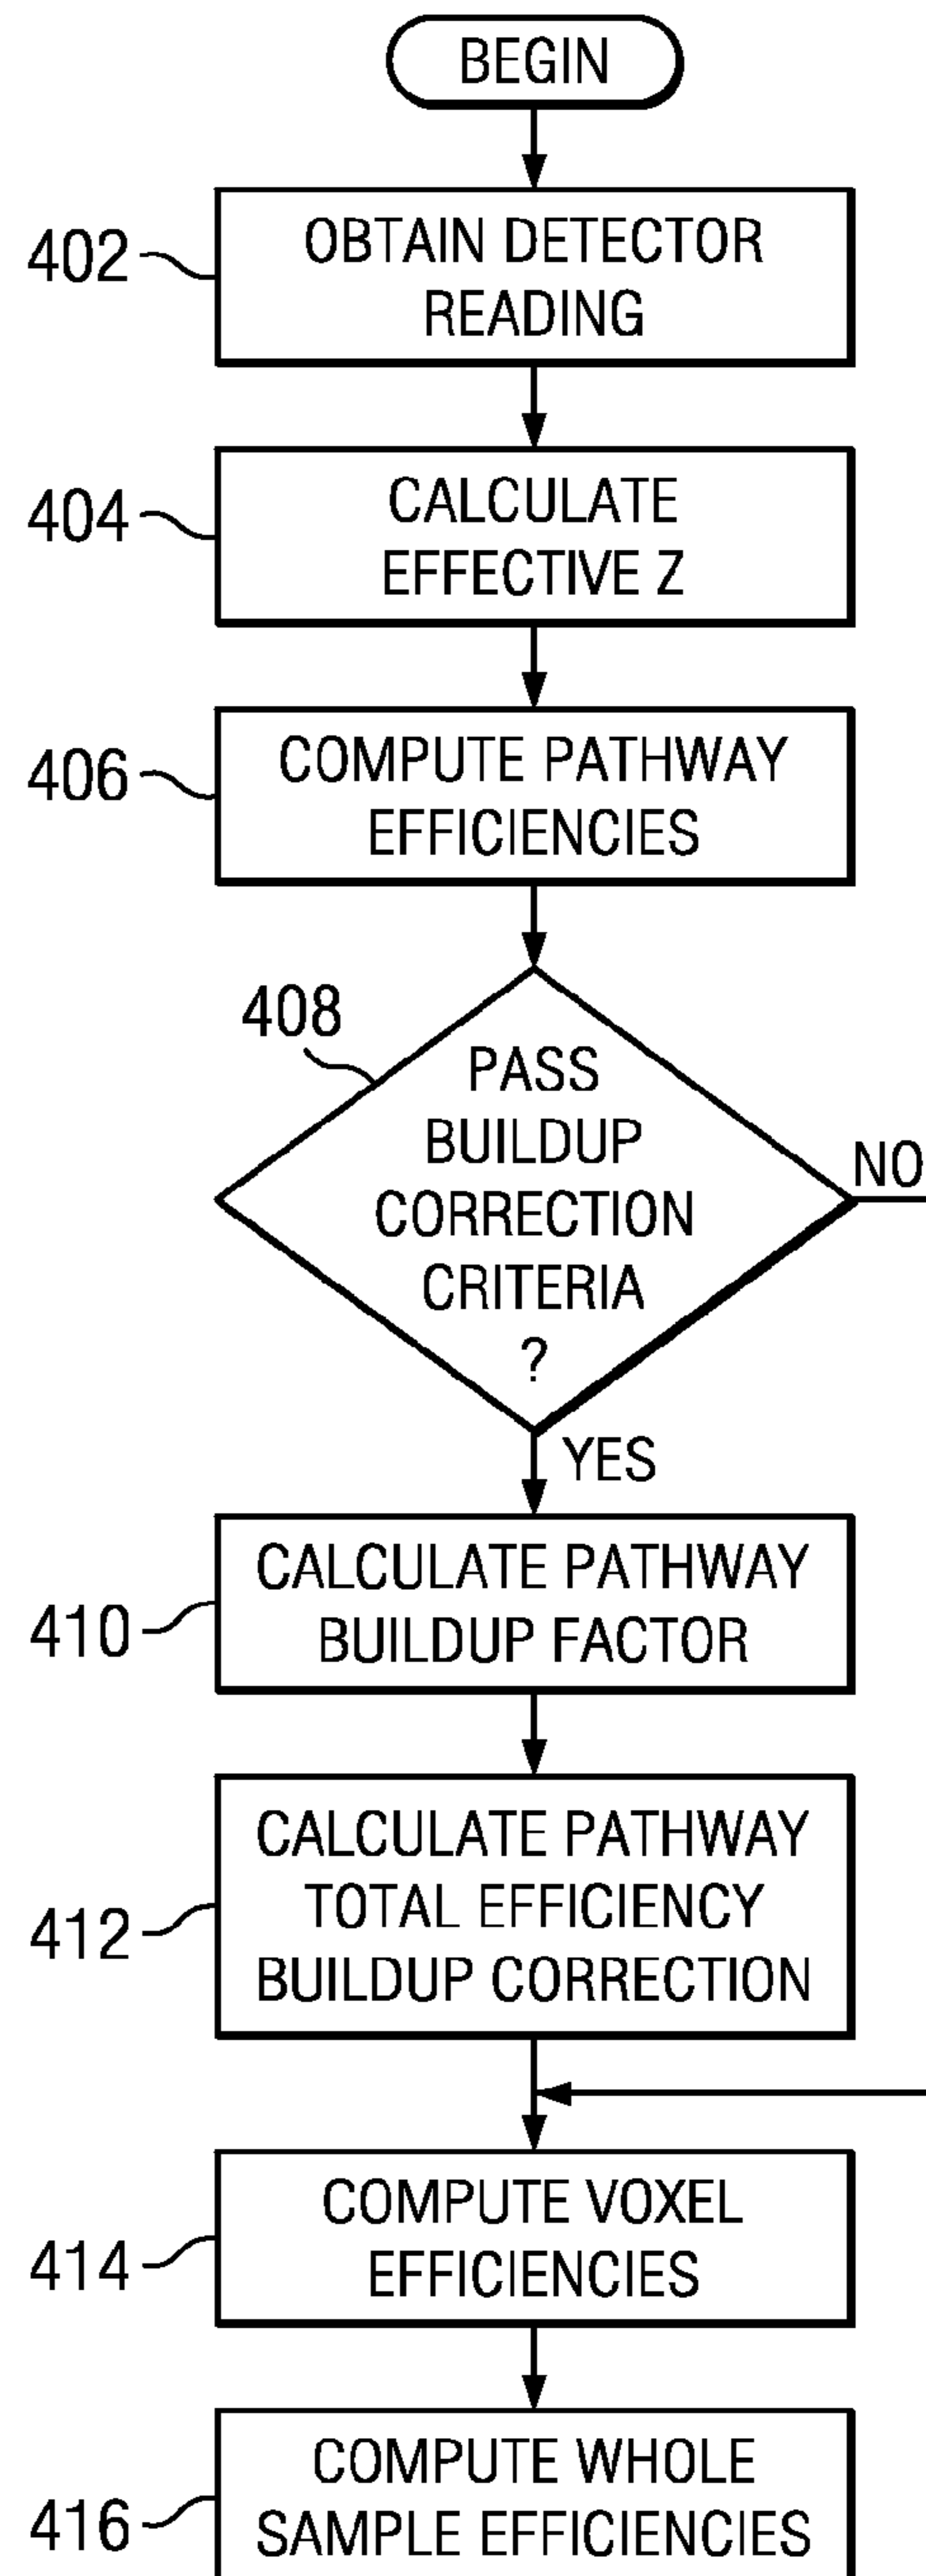 BEGIN
402
OBTAIN DETECTOR
READING
404
CALCULATE
EFFECTIVE Z
406
COMPUTE PATHWAY
EFFICIENCIES
408
PASS
BUILDUP
CORRECTION
CRITERIA
?
NO
YES
410
CALCULATE PATHWAY
BUILDUP FACTOR
412
CALCULATE PATHWAY
TOTAL EFFICIENCY
BUILDUP CORRECTION
414
COMPUTE VOXEL
EFFICIENCIES
416
COMPUTE WHOLE
SAMPLE EFFICIENCIES